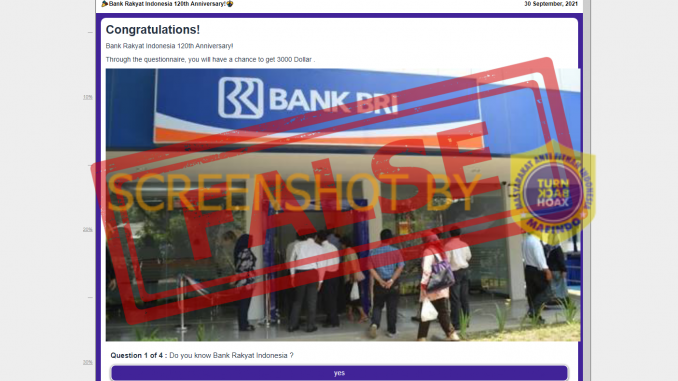 Bank Rakyat Indonesia 120th Anniversary!
30 September, 2021
Congratulations!
Bank Rakyat Indonesia 120th Anniversary!
Through the questionnaire, you will have a chance to get 3000 Dollar .
BANK BRI
FALSE
SCREENSHOT BY
MASYARAKAT ANTI FITNAH INDONESIA
TURN
BACK
HOAX
MAFINDO
Question 1 of 4 : Do you know Bank Rakyat Indonesia ?
yes